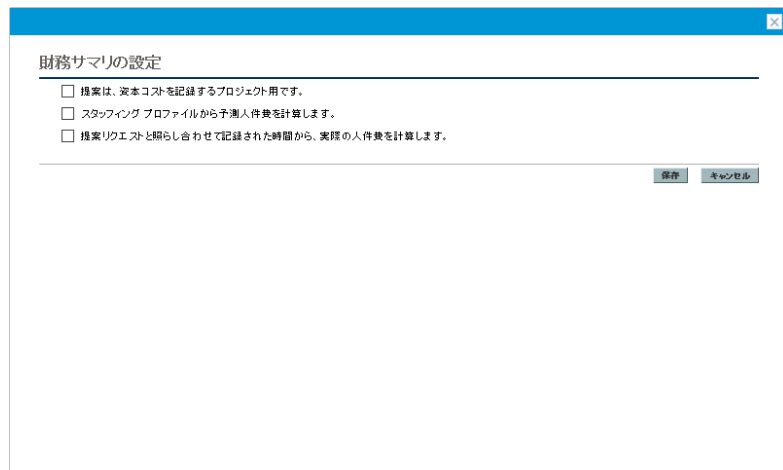 財務サマリの設定
提案は、資本コストを記録するプロジェクト用です。
スタッフィング プロファイルから予測人件費を計算します。
提案リクエストと照らし合わせて記録された時間から、実際の人件費を計算します。
保存 キャンセル